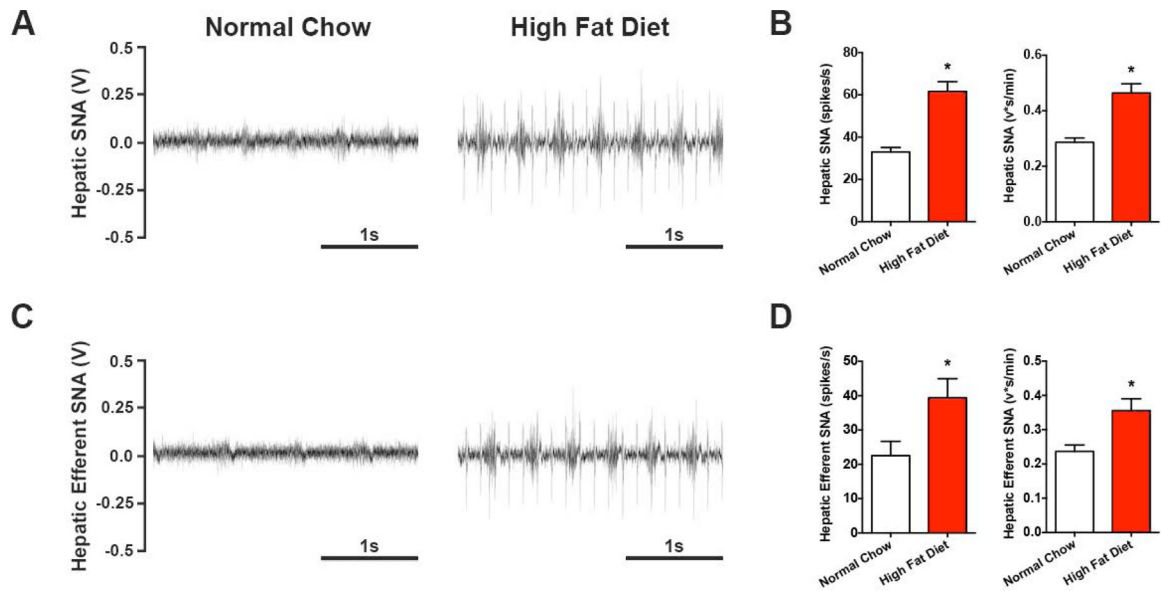 A
Normal Chow
High Fat Diet
Hepatic SNA (V)
0.5
0.25
0.0
-0.25
-0.5
1s
1s
B
Hepatic SNA (spikes/s)
80
60
40
20
0
*
Normal Chow
High Fat Diet
Hepatic SNA (v*s/min)
0.6
0.4
0.2
0.0
*
Normal Chow
High Fat Diet
C
Hepatic Efferent SNA (V)
0.5
0.25
0.0
-0.25
-0.5
1s
1s
D
Hepatic Efferent SNA (spikes/s)
50
40
30
20
10
0
*
Normal Chow
High Fat Diet
Hepatic Efferent SNA (v*s/min)
0.5
0.4
0.3
0.2
0.1
0.0
*
Normal Chow
High Fat Diet